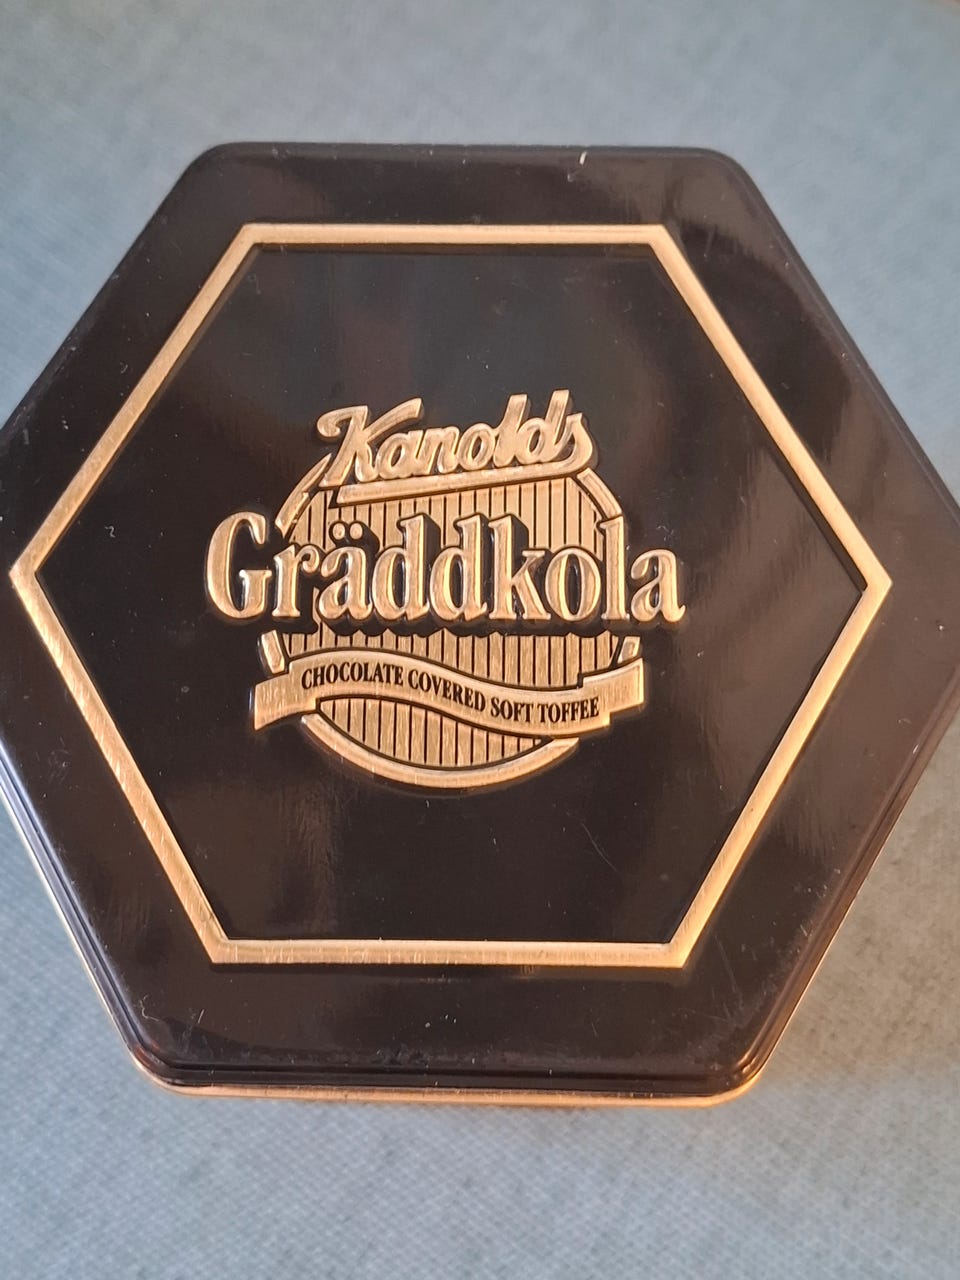 Kanolds
Gräddkola
CHOCOLATE COVERED SOFT TOFFEE